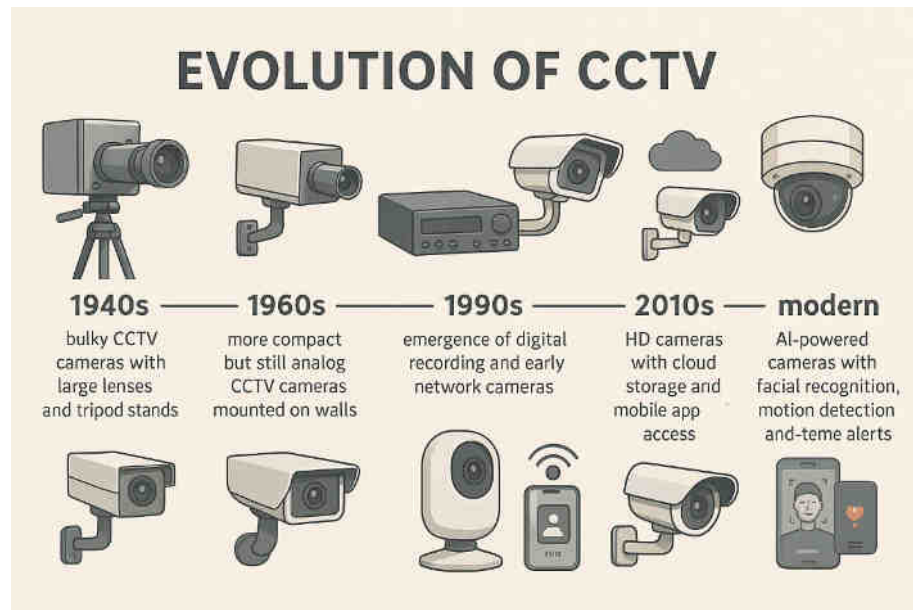 EVOLUTION OF CCTV
1940s
bulky CCTV
cameras with
large lenses
and tripod stands
1960s
more compact
but still analog
CCTV cameras
mounted on walls
1990s
emergence of digital
recording and early
network cameras
2010s
HD cameras
with cloud
storage and
mobile app
access
modern
AI-powered
cameras with
facial recognition,
motion detection
and-teme alerts